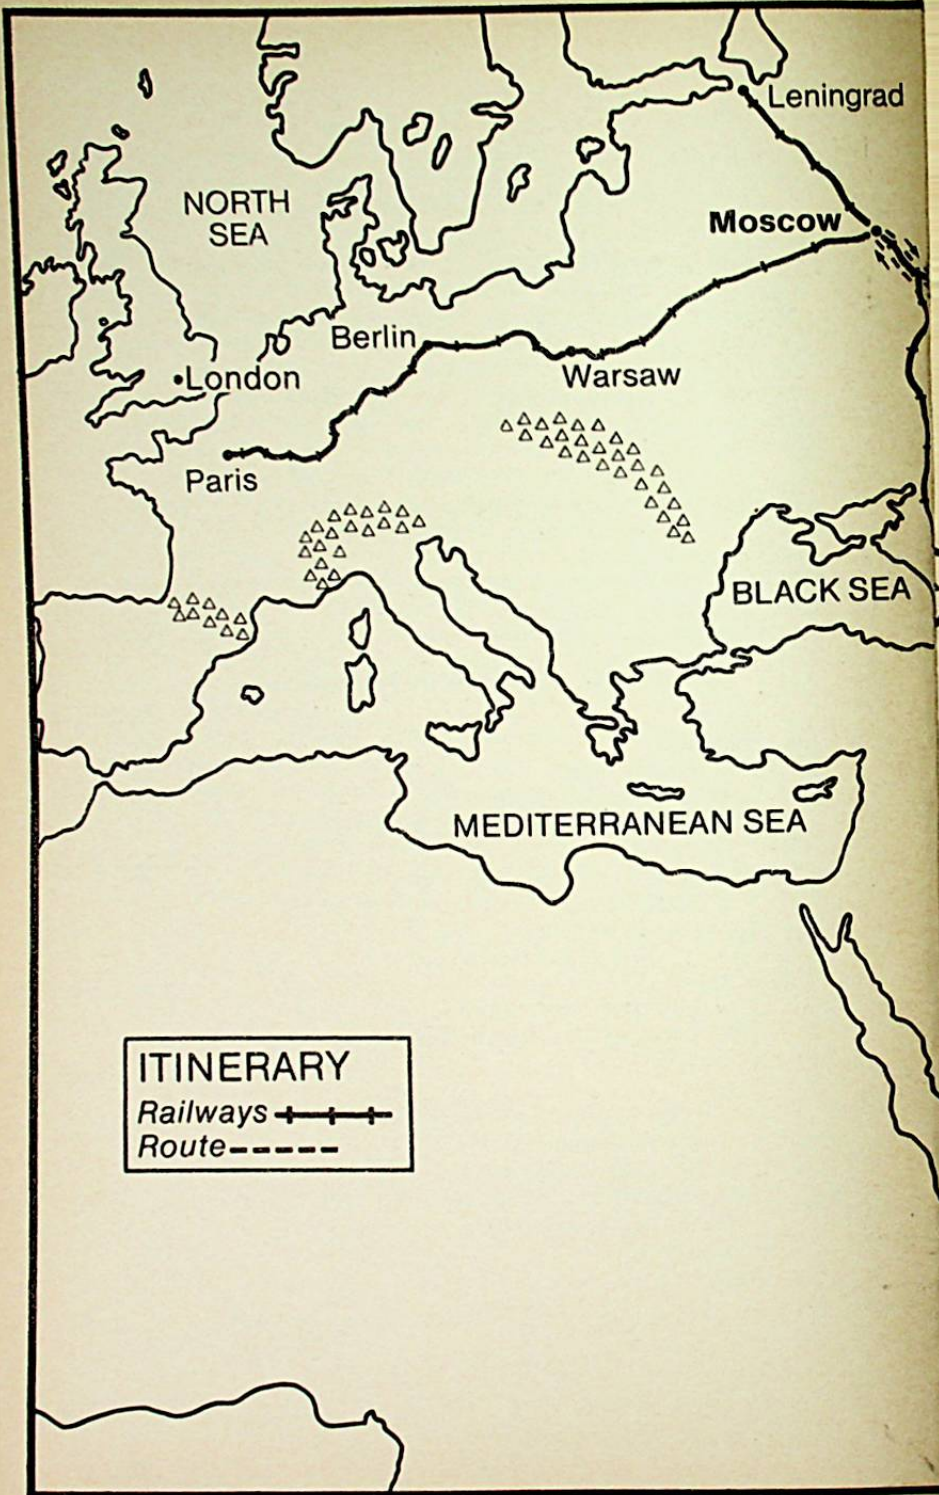 Leningrad
NORTH
SEA
Moscow
Berlin
London
Warsaw
Paris
BLACK SEA
MEDITERRANEAN SEA
ITINERARY
Railways
Route